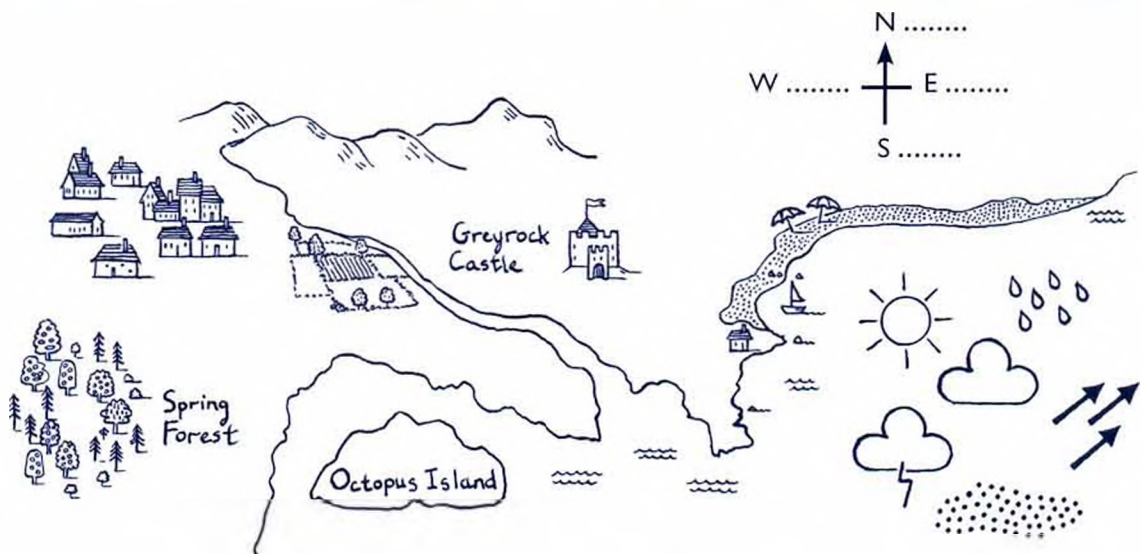 N ........
W ........ E ........
S ........
Greyrock
Castle
Spring
Forest
Octopus Island